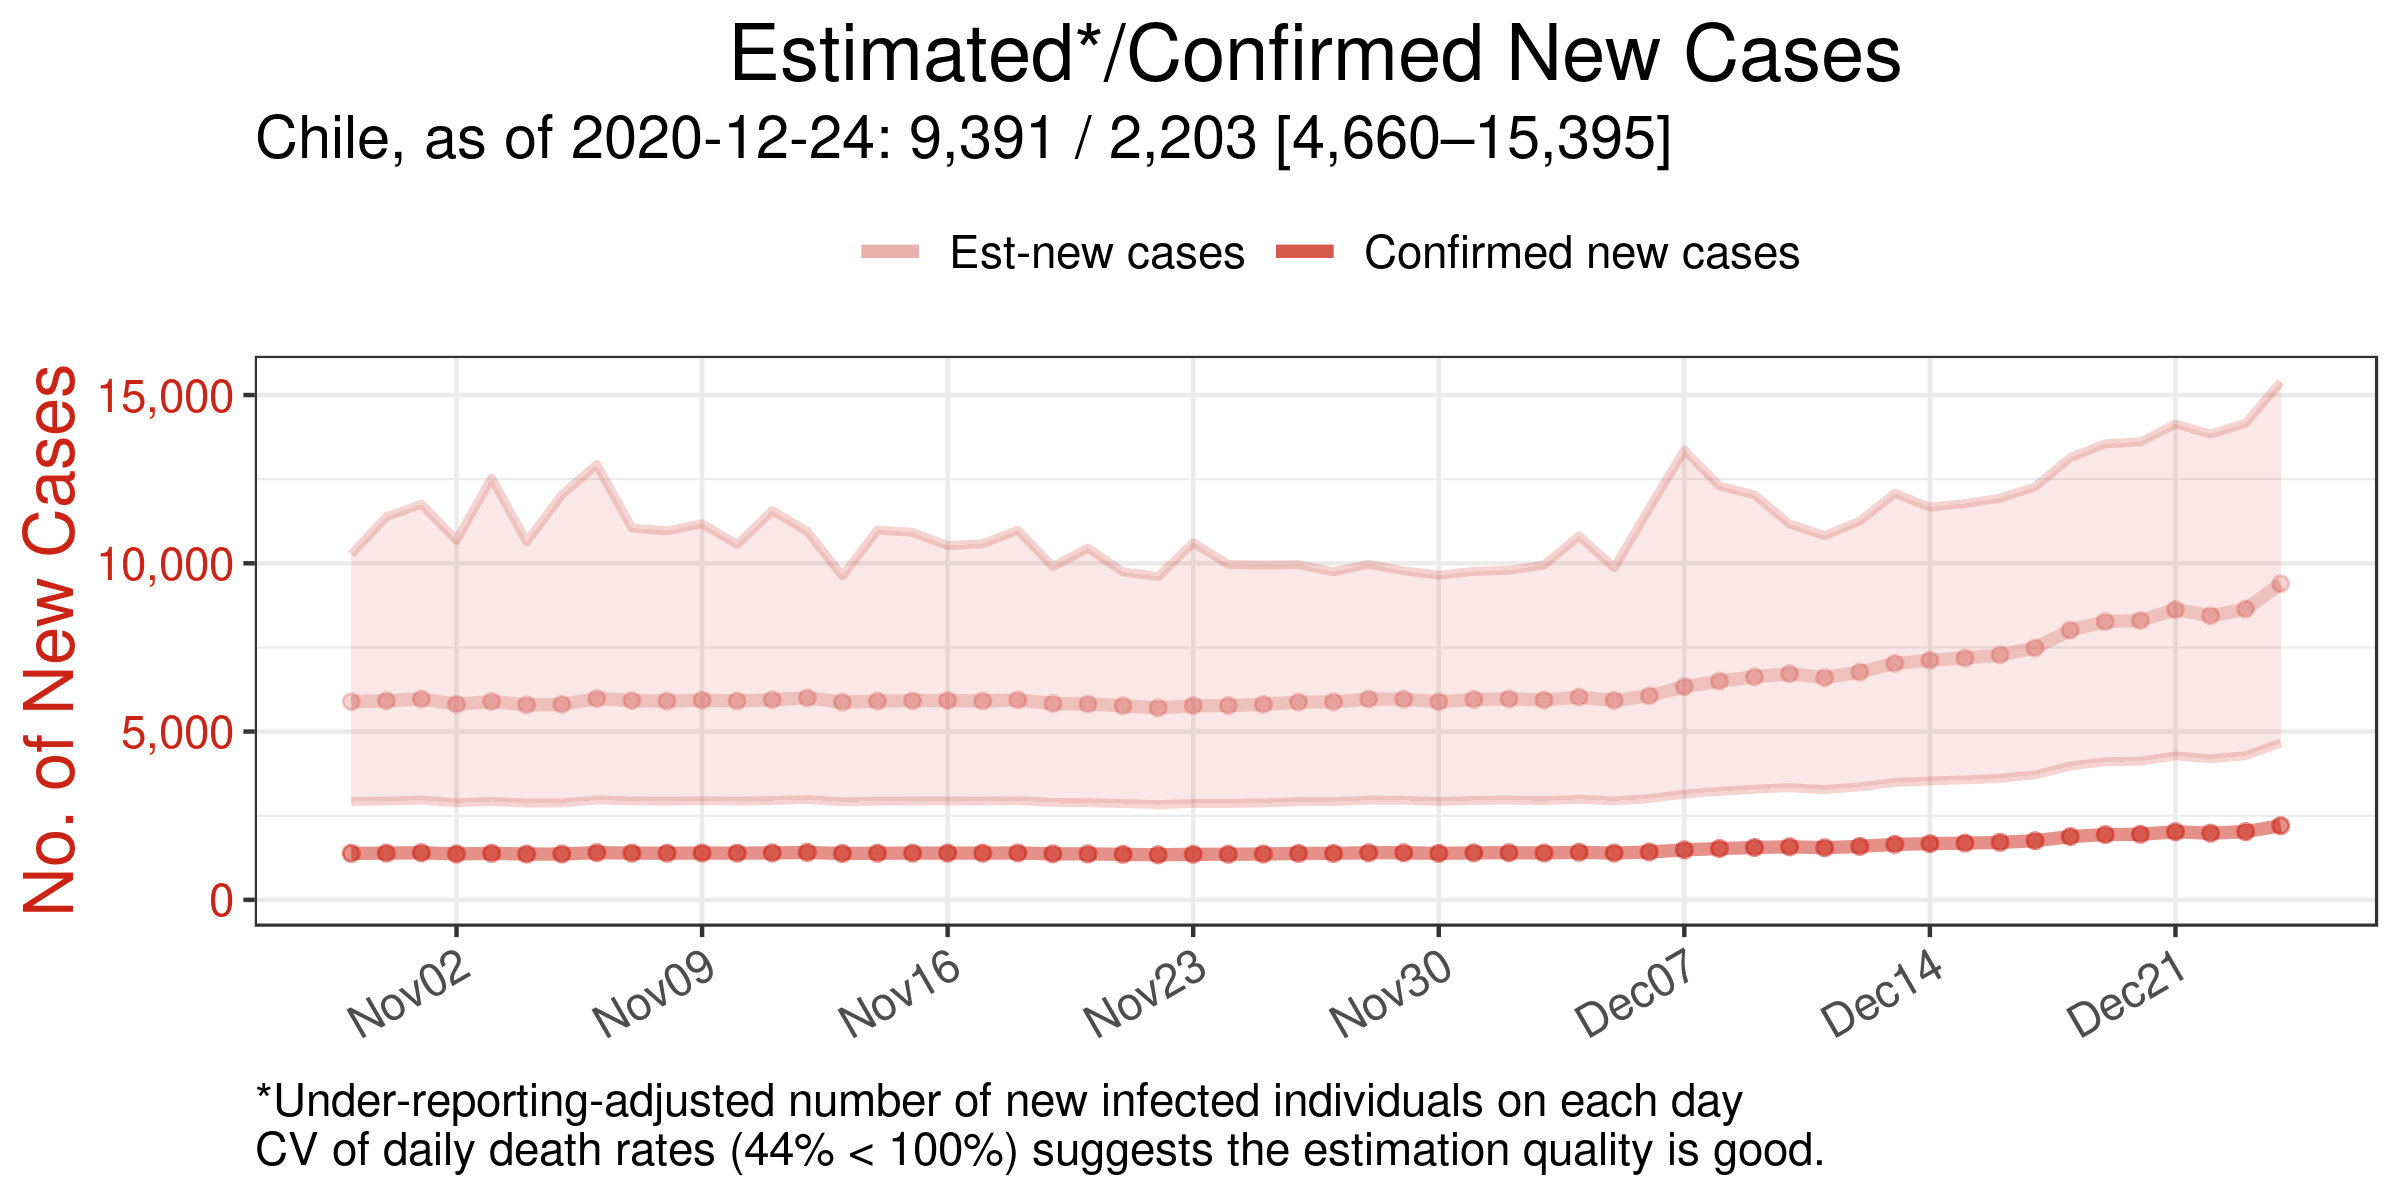 Estimated*/Confirmed New Cases
Chile, as of 2020-12-24: 9,391 / 2,203 [4,660–15,395]
Est-new cases
Confirmed new cases
No. of New Cases
15,000
10,000
5,000
0
Nov02
Nov09
Nov16
Nov23
Nov30
Dec07
Dec14
Dec21
*Under-reporting-adjusted number of new infected individuals on each day
CV of daily death rates (44% < 100%) suggests the estimation quality is good.